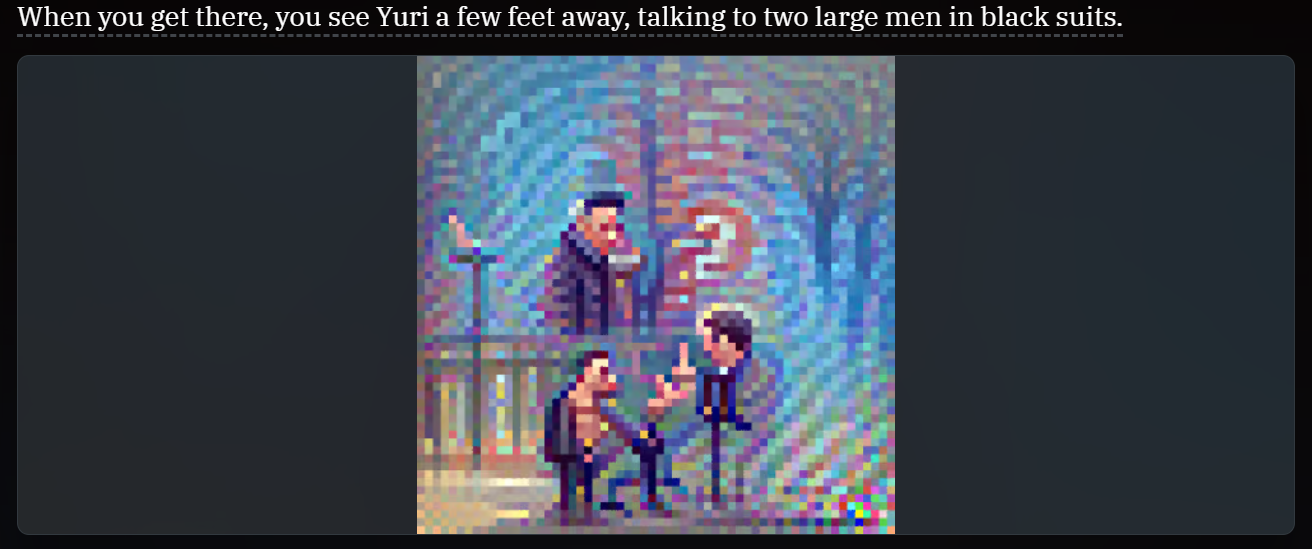 When you get there, you see Yuri a few feet away, talking to two large men in black suits.
?